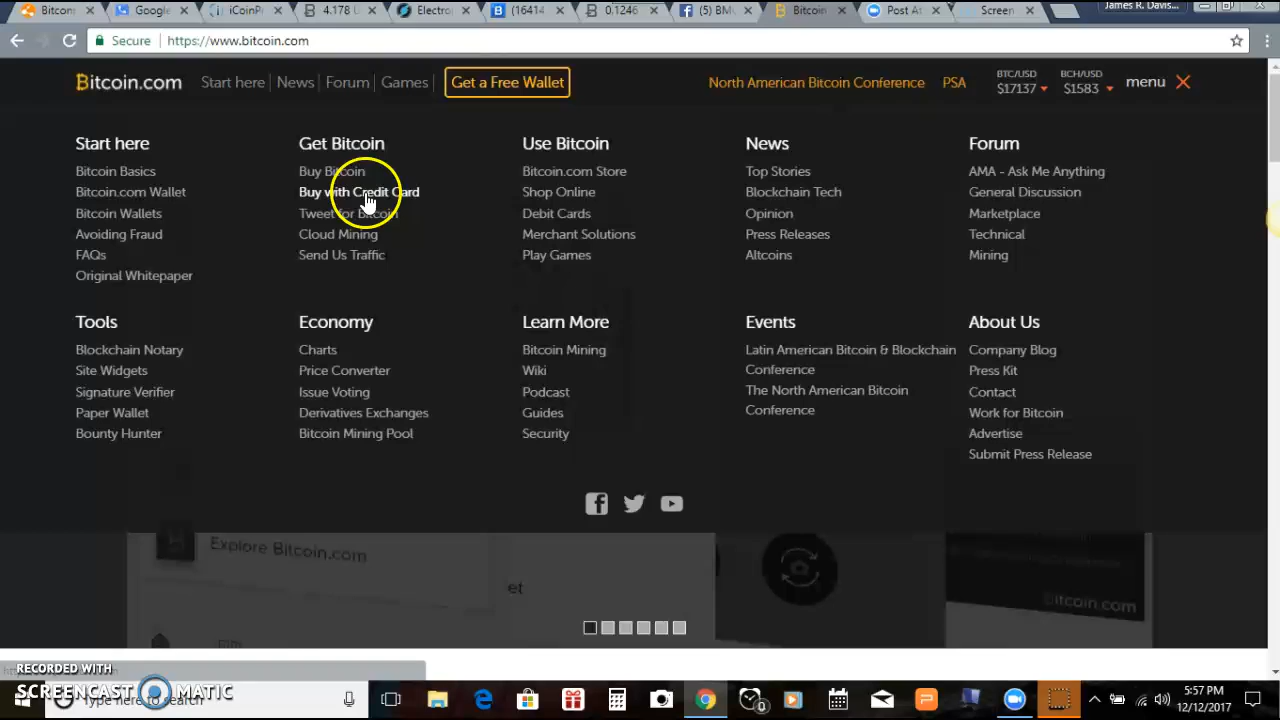 Bitcon
Google
iCoinPr
4.178 U
Electro
(16414
0.1246
(5) BM
Bitcoin
Post At
Screen
James R. Davis...
Secure https://www.bitcoin.com
Bitcoin.com Start here News Forum Games Get a Free Wallet North American Bitcoin Conference PSA BTC/USD $17137 BCH/USD $1583 menu
Start here
Bitcoin Basics
Bitcoin.com Wallet
Bitcoin Wallets
Avoiding Fraud
FAQs
Original Whitepaper
Get Bitcoin
Buy Bitcoin
Buy with Credit Card
Tweet for Bitcoin
Cloud Mining
Send Us Traffic
Use Bitcoin
Bitcoin.com Store
Shop Online
Debit Cards
Merchant Solutions
Play Games
News
Top Stories
Blockchain Tech
Opinion
Press Releases
Altcoins
Forum
AMA - Ask Me Anything
General Discussion
Marketplace
Technical
Mining
Tools
Blockchain Notary
Site Widgets
Signature Verifier
Paper Wallet
Bounty Hunter
Economy
Charts
Price Converter
Issue Voting
Derivatives Exchanges
Bitcoin Mining Pool
Learn More
Bitcoin Mining
Wiki
Podcast
Guides
Security
Events
Latin American Bitcoin & Blockchain
Conference
The North American Bitcoin
Conference
About Us
Company Blog
Press Kit
Contact
Work for Bitcoin
Advertise
Submit Press Release
Explore Bitcoin.com
et
Bitcoin.com
RECORDED WITH
SCREENCAST MATIC
Type here to search
5:57 PM
12/12/2017